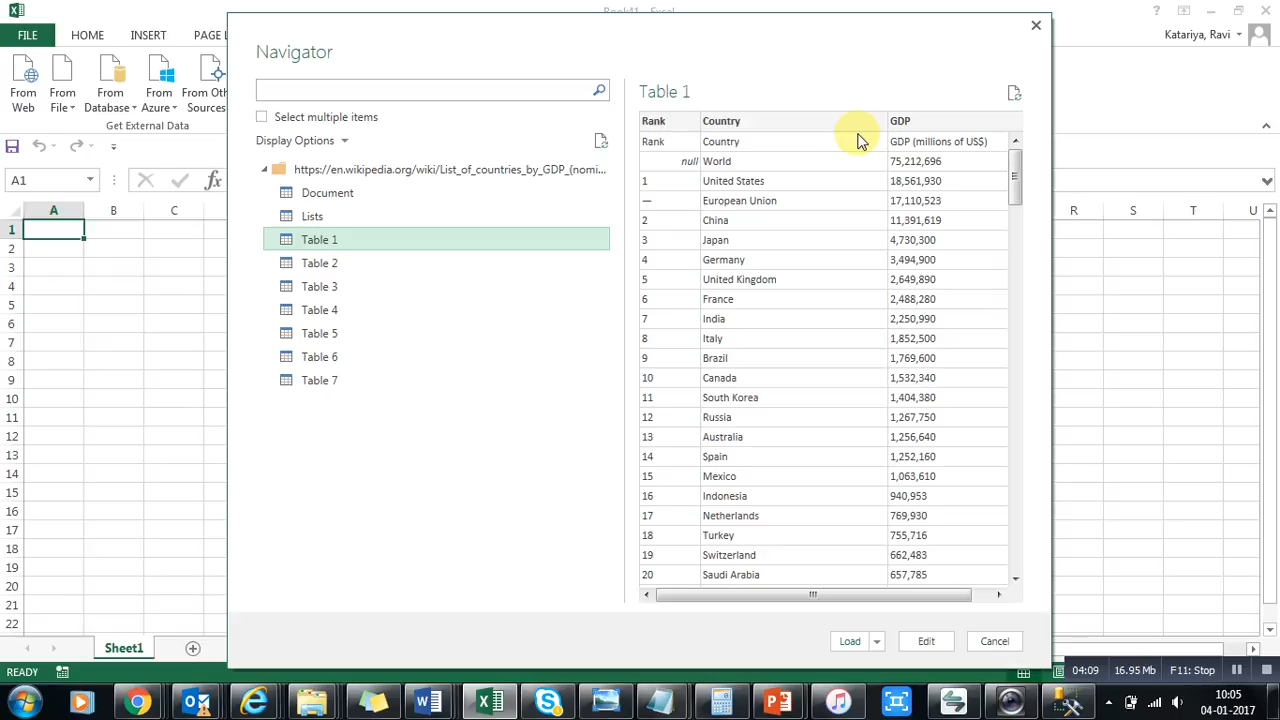 Book41 - Excel
FILE
HOME
INSERT
PAGE L
Katariya, Ravi
From Web
From File
From Database
From Azure
From Other Sources
Get External Data
A1
A B C R S T U
1
2
3
4
5
6
7
8
9
10
11
12
13
14
15
16
17
18
19
20
21
22
Navigator
Select multiple items
Display Options
https://en.wikipedia.org/wiki/List_of_countries_by_GDP_(nomi...
Document
Lists
Table 1
Table 2
Table 3
Table 4
Table 5
Table 6
Table 7
Table 1
Rank Country GDP
Rank Country GDP (millions of US$)
null World 75,212,696
1 United States 18,561,930
— European Union 17,110,523
2 China 11,391,619
3 Japan 4,730,300
4 Germany 3,494,900
5 United Kingdom 2,649,890
6 France 2,488,280
7 India 2,250,990
8 Italy 1,852,500
9 Brazil 1,769,600
10 Canada 1,532,340
11 South Korea 1,404,380
12 Russia 1,267,750
13 Australia 1,256,640
14 Spain 1,252,160
15 Mexico 1,063,610
16 Indonesia 940,953
17 Netherlands 769,930
18 Turkey 755,716
19 Switzerland 662,483
20 Saudi Arabia 657,785
Load Edit Cancel
Sheet1
READY
04:09 16.95 Mb F11: Stop
10:05
04-01-2017